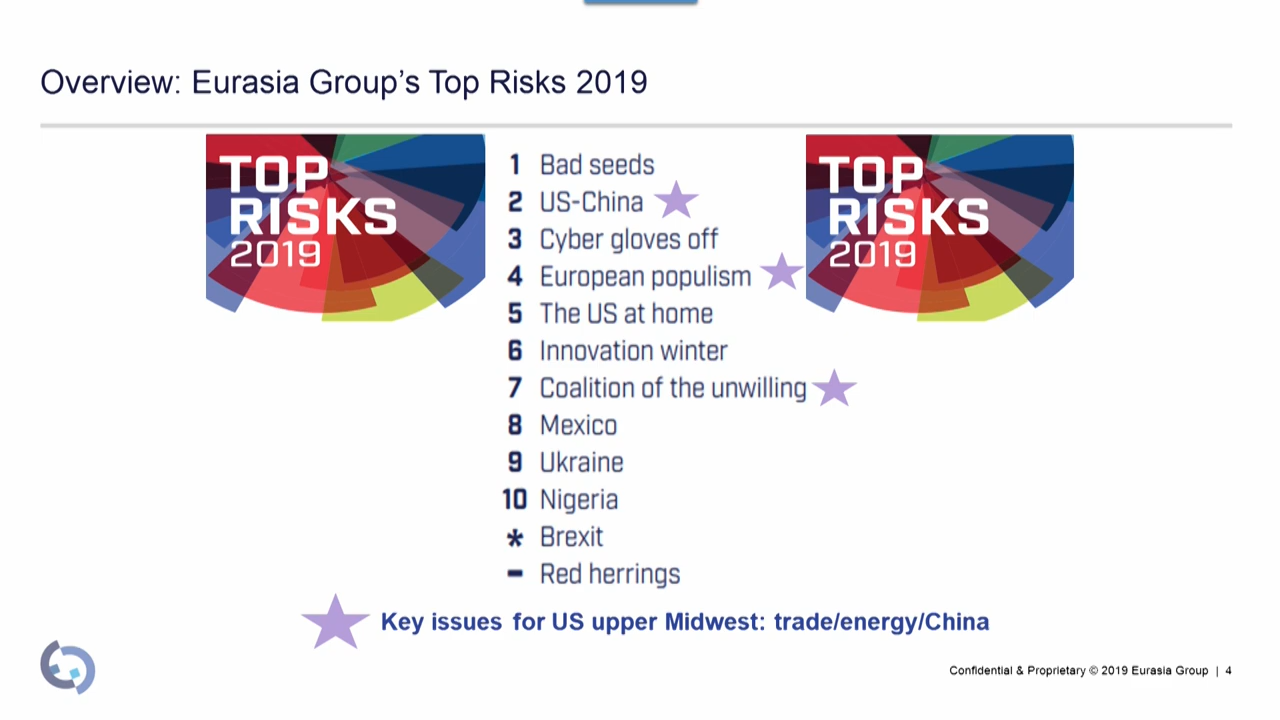 Overview: Eurasia Group’s Top Risks 2019
TOP
RISKS
2019
1 Bad seeds
2 US-China
3 Cyber gloves off
4 European populism
5 The US at home
6 Innovation winter
7 Coalition of the unwilling
8 Mexico
9 Ukraine
10 Nigeria
* Brexit
– Red herrings
TOP
RISKS
2019
Key issues for US upper Midwest: trade/energy/China
Confidential & Proprietary © 2019 Eurasia Group | 4